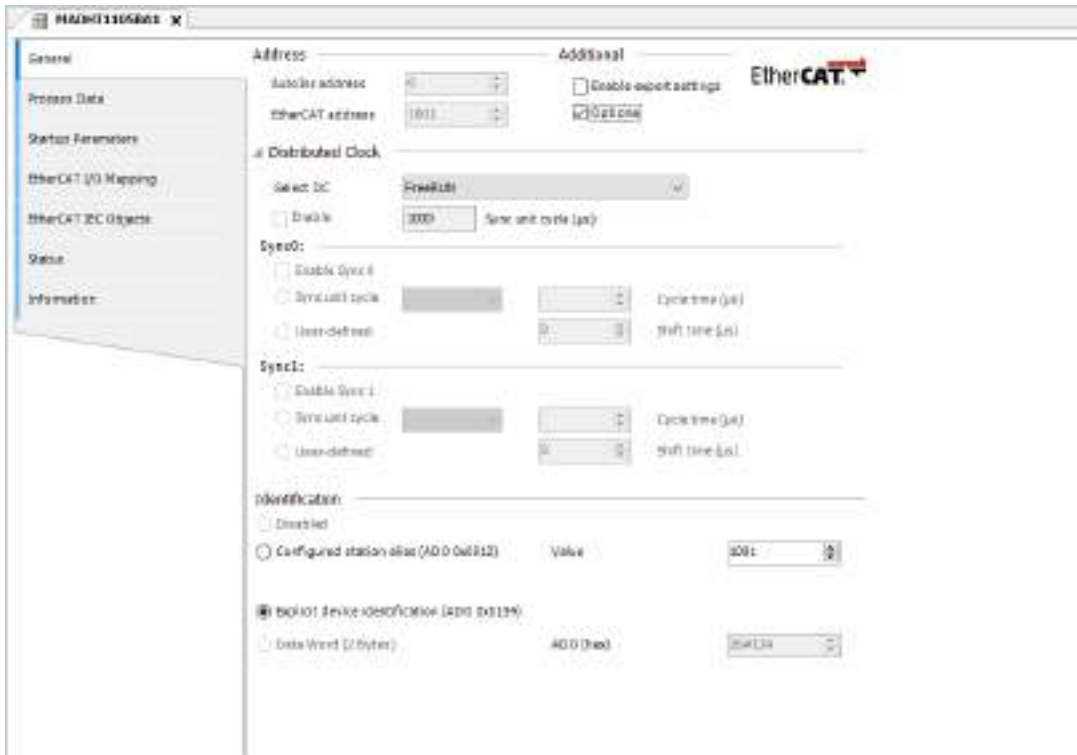 General
Process Data
Startup Parameters
EtherCAT I/O Mapping
EtherCAT IEC Objects
Status
Information
Address
Additional
EtherCAT
AutoInc address
Enable expert settings
EtherCAT address
Options
Distributed Clock
Select DC
FreeRun
Enable
Sync unit cycle (µs)
Sync0:
Enable Sync 0
Sync unit cycle
Cycle time (µs)
User-defined
0
Shift time (µs)
Sync1:
Enable Sync 1
Sync unit cycle
Cycle time (µs)
User-defined
0
Shift time (µs)
Identification
Disabled
Configured station alias (ADO 0x0012)
Value
Explicit device identification (ADO 0x0134)
Data Word (2 Bytes)
ADO (hex)